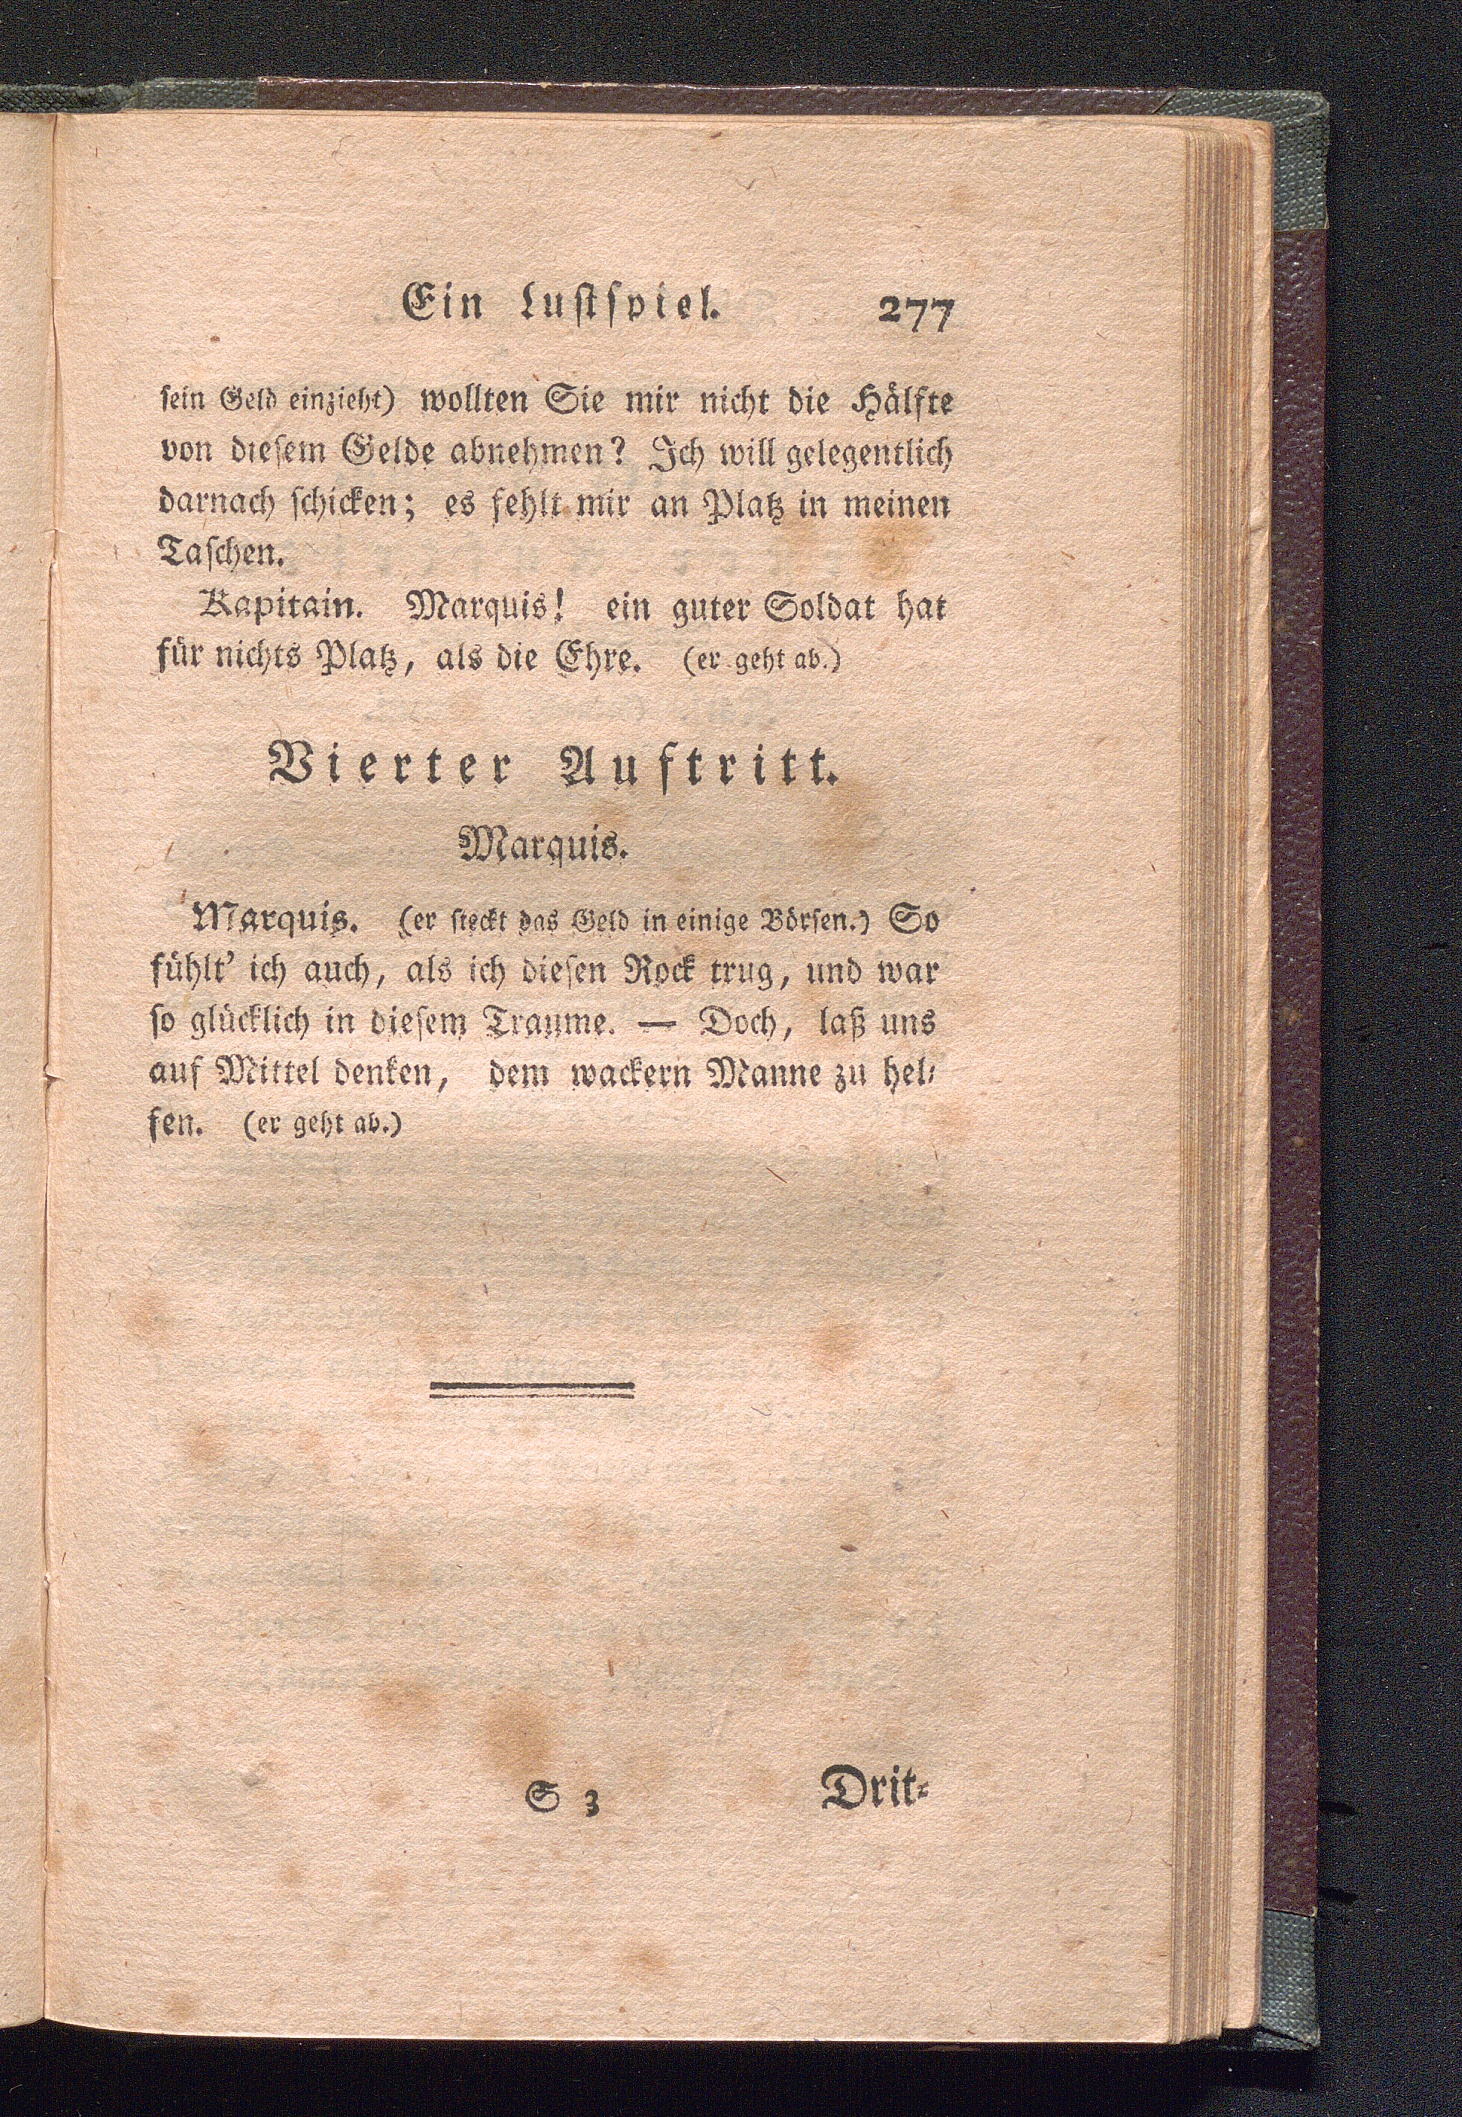 Ein Lustspiel. 277
sein Geld einzieht) wollten Sie mir nicht die Hälfte
von diesem Gelde abnehmen? Ich will gelegentlich
darnach schicken; es fehlt mir an Platz in meinen
Taschen.
Kapitain. Marquis! ein guter Soldat hat
für nichts Platz, als die Ehre. (er geht ab.)
Vierter Auftritt.
Marquis.
Marquis. (er steckt das Geld in einige Börsen.) So
fühlt' ich auch, als ich diesen Rock trug, und war
so glücklich in diesem Traume. — Doch, laß uns
auf Mittel denken, dem wackern Manne zu hel-
fen. (er geht ab.)
S 3 Drit-